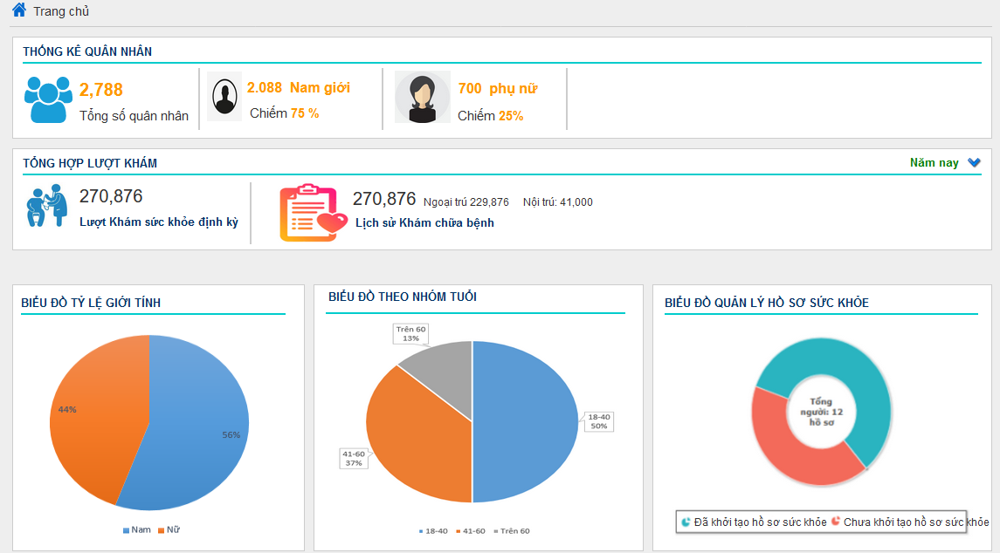 Trang chủ
THỐNG KÊ QUÂN NHÂN
2,788
Tổng số quân nhân
2.088 Nam giới
Chiếm 75 %
700 phụ nữ
Chiếm 25%
TỔNG HỢP LƯỢT KHÁM
Năm nay
270,876
Lượt Khám sức khỏe định kỳ
270,876 Ngoại trú 229,876 Nội trú: 41,000
Lịch sử Khám chữa bệnh
BIỂU ĐỒ TỶ LỆ GIỚI TÍNH
44%
56%
Nam Nữ
BIỂU ĐỒ THEO NHÓM TUỔI
Trên 60
13%
18-40
50%
41-60
37%
18-40 41-60 Trên 60
BIỂU ĐỒ QUẢN LÝ HỒ SƠ SỨC KHỎE
Tổng
người: 12
hồ sơ
Đã khởi tạo hồ sơ sức khỏe Chưa khởi tạo hồ sơ sức khỏe